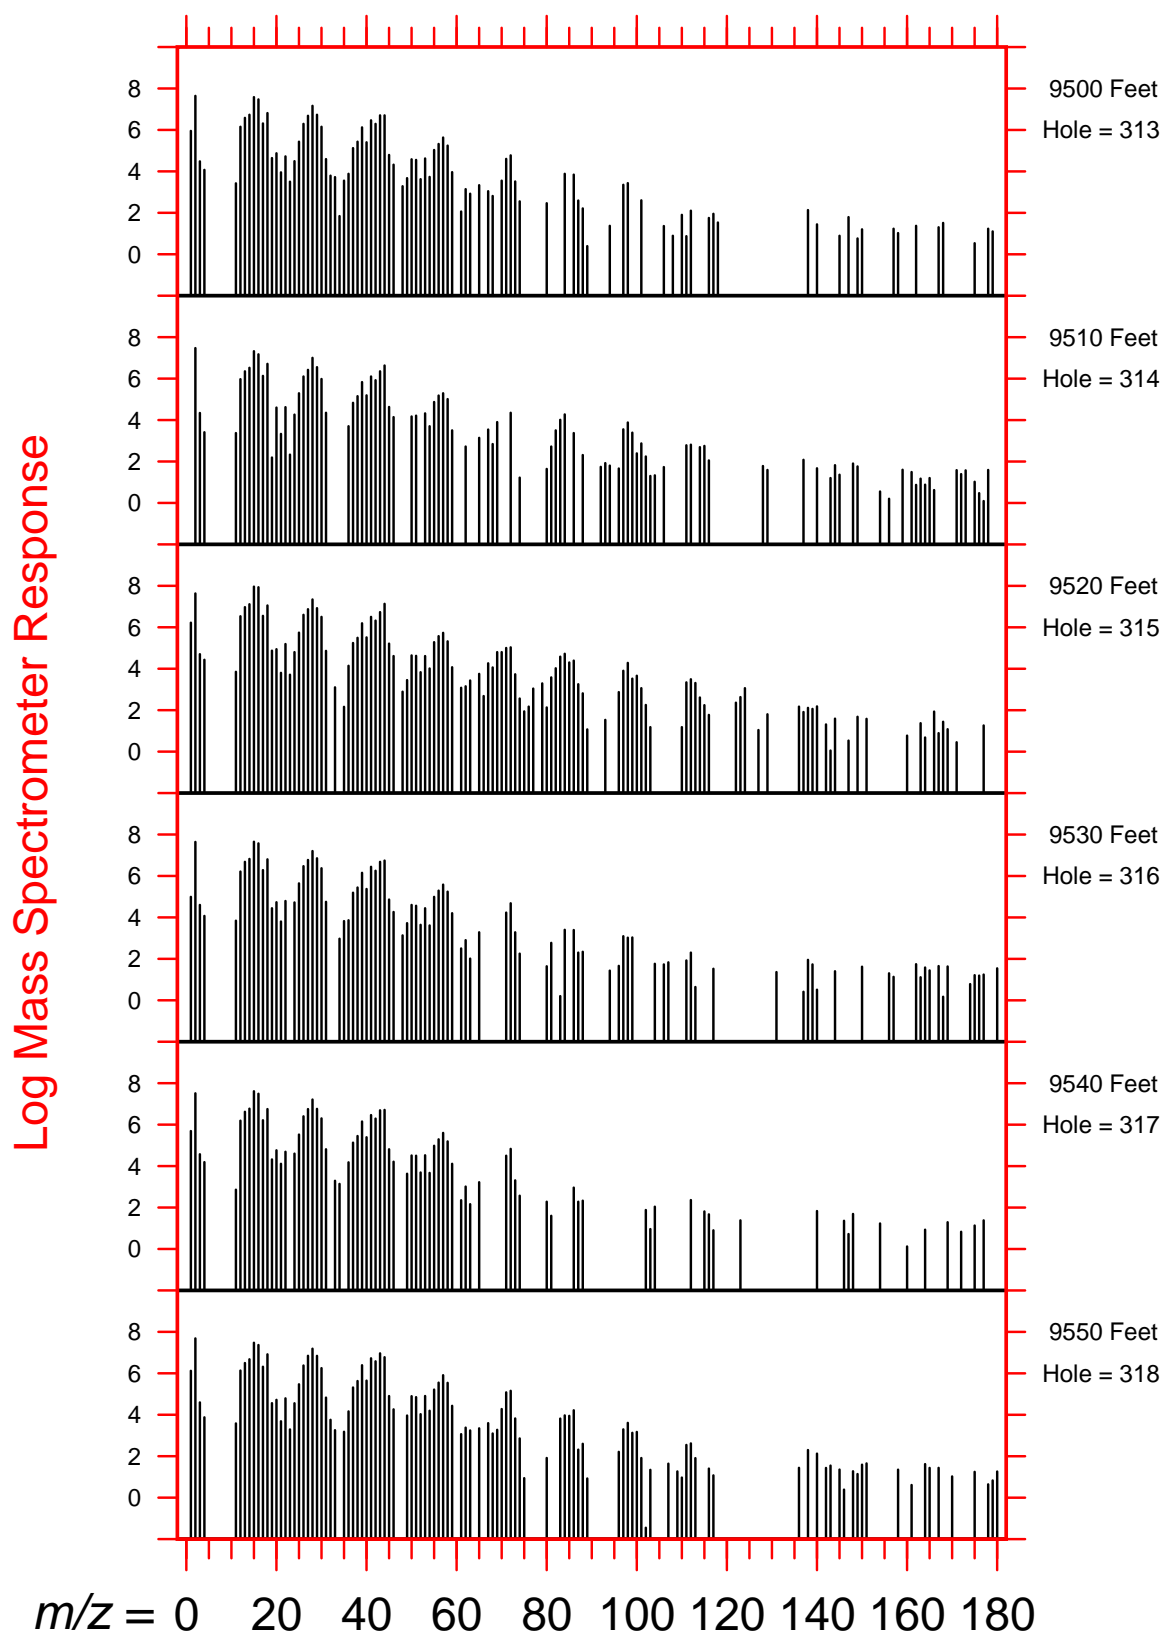 8
6
4
2
0
9500 Feet
Hole = 313
8
6
4
2
0
9510 Feet
Hole = 314
8
6
4
2
0
9520 Feet
Hole = 315
8
6
4
2
0
9530 Feet
Hole = 316
8
6
4
2
0
9540 Feet
Hole = 317
8
6
4
2
0
9550 Feet
Hole = 318
Log Mass Spectrometer Response
m/z = 0 20 40 60 80 100 120 140 160 180